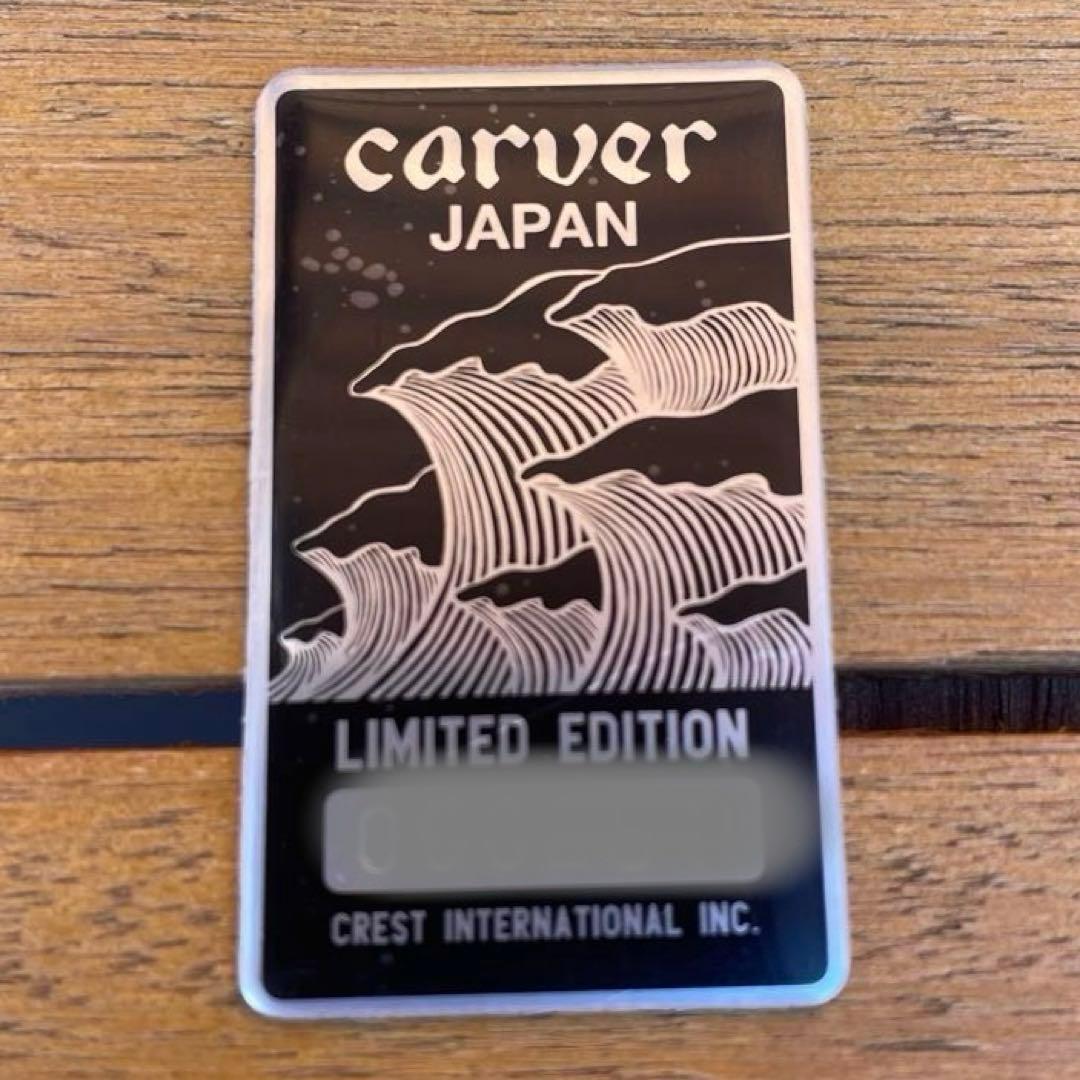 carver
JAPAN
LIMITED EDITION
CREST INTERNATIONAL INC.